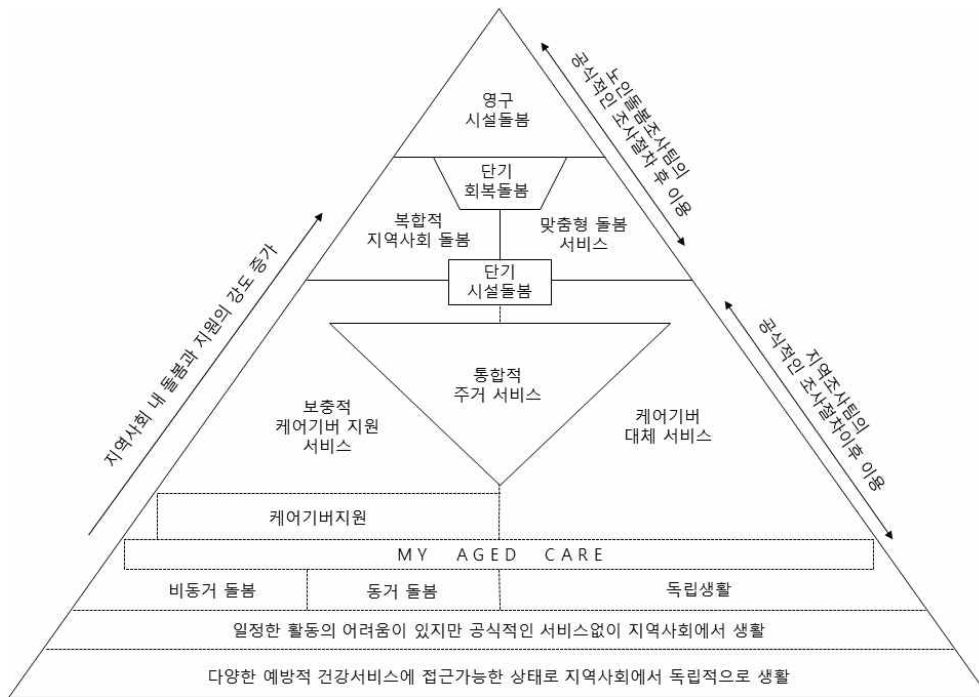 영구
시설돌봄
노인돌봄조사팀의
공식적인 조사절차 후 이용
단기
회복돌봄
복합적
지역사회 돌봄
맞춤형 돌봄
서비스
단기
시설돌봄
지역사회 내 돌봄과 지원의 강도 증가
통합적
주거 서비스
보충적
케어기버 지원
서비스
케어기버
대체 서비스
지역조사팀의
공식적인 조사절차이후 이용
케어기버지원
MY AGED CARE
비동거 돌봄
동거 돌봄
독립생활
일정한 활동의 어려움이 있지만 공식적인 서비스없이 지역사회에서 생활
다양한 예방적 건강서비스에 접근가능한 상태로 지역사회에서 독립적으로 생활